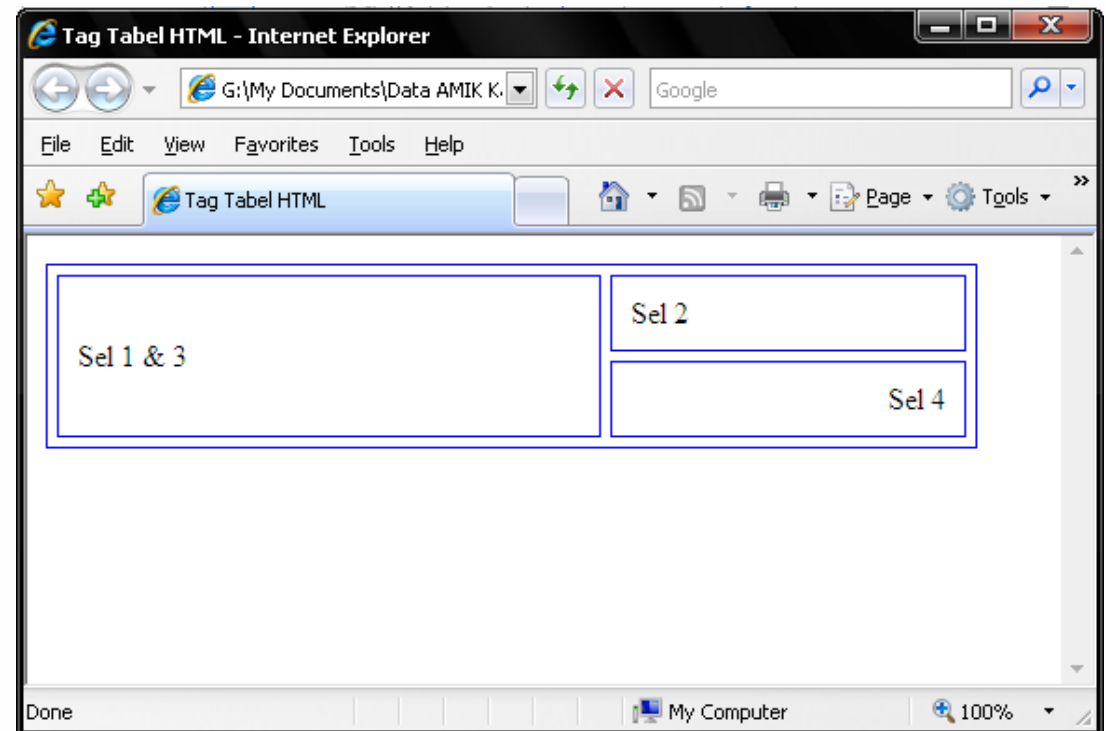 Tag Tabel HTML - Internet Explorer
G:\My Documents\Data AMIK K.
Google
File Edit View Favorites Tools Help
Tag Tabel HTML
Page Tools »
Sel 1 & 3
Sel 2
Sel 4
Done
My Computer
100%